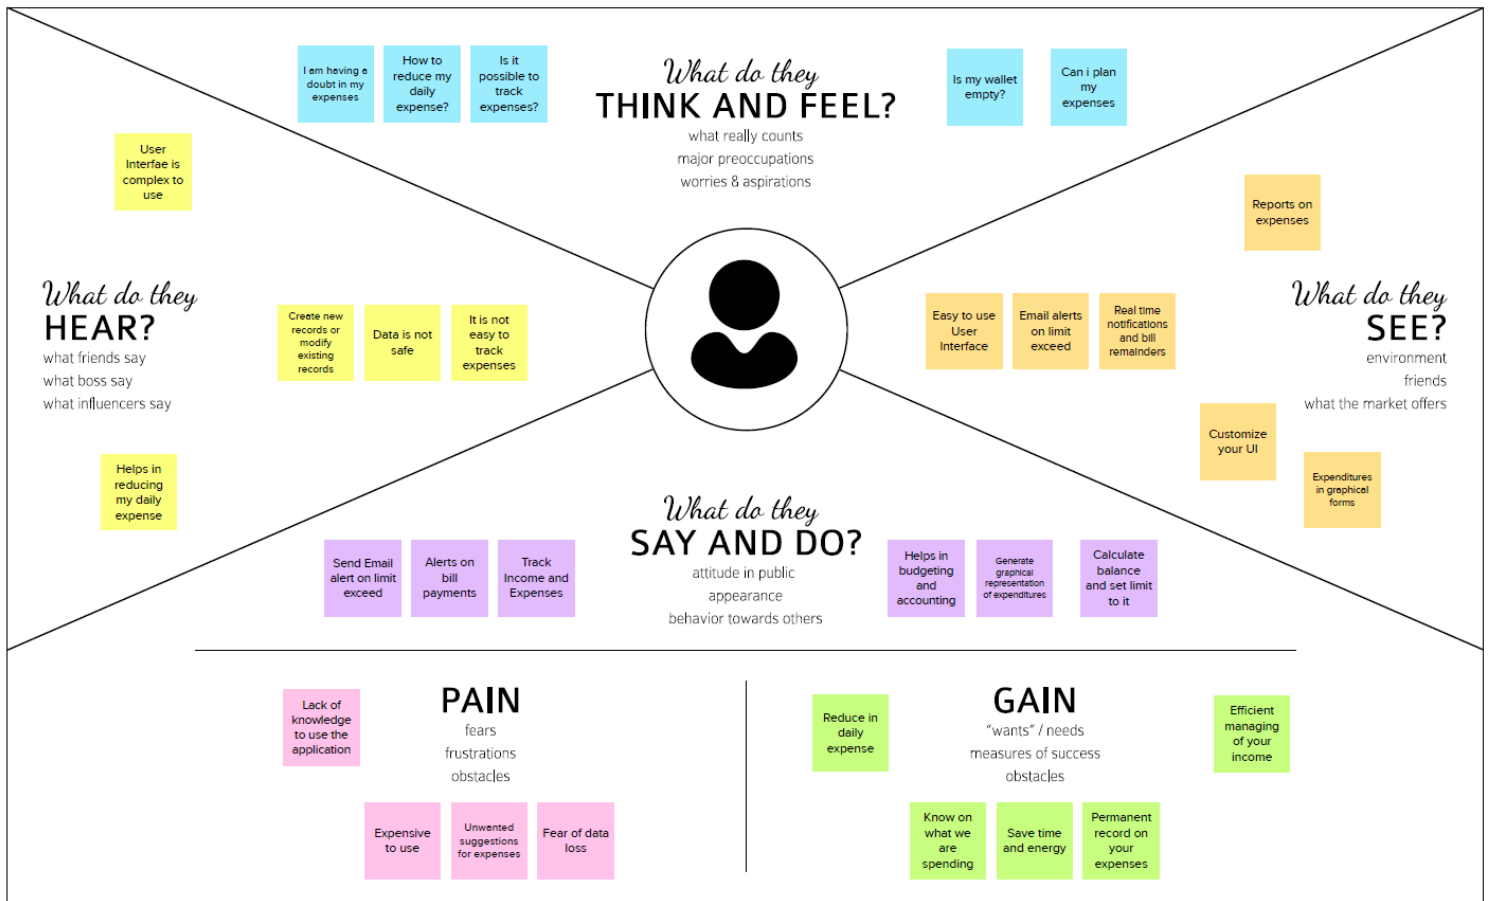 I am having a
doubt in my
expenses
How to
reduce my
daily
expense?
Is it
possible to
track
expenses?
What do they
THINK AND FEEL?
what really counts
major preoccupations
worries & aspirations
Is my wallet
empty?
Can i plan
my
expenses
User
Interfae is
complex to
use
What do they
HEAR?
what friends say
what boss say
what influencers say
Create new
records or
modify
existing
records
Data is not
safe
It is not
easy to
track
expenses
Helps in
reducing
my daily
expense
Reports on
expenses
Easy to use
User
Interface
Email alerts
on limit
exceed
Real time
notifications
and bill
remainders
What do they
SEE?
environment
friends
what the market offers
Customize
your UI
Expenditures
in graphical
forms
What do they
SAY AND DO?
attitude in public
appearance
behavior towards others
Send Email
alert on limit
exceed
Alerts on
bill
payments
Track
Income and
Expenses
Helps in
budgeting
and
accounting
Generate
graphical
representation
of expenditures
Calculate
balance
and set limit
to it
PAIN
fears
frustrations
obstacles
Lack of
knowledge
to use the
application
Expensive
to use
Unwanted
suggestions
for expenses
Fear of data
loss
GAIN
“wants” / needs
measures of success
obstacles
Reduce in
daily
expense
Efficient
managing
of your
income
Know on
what we
are
spending
Save time
and energy
Permanent
record on
your
expenses